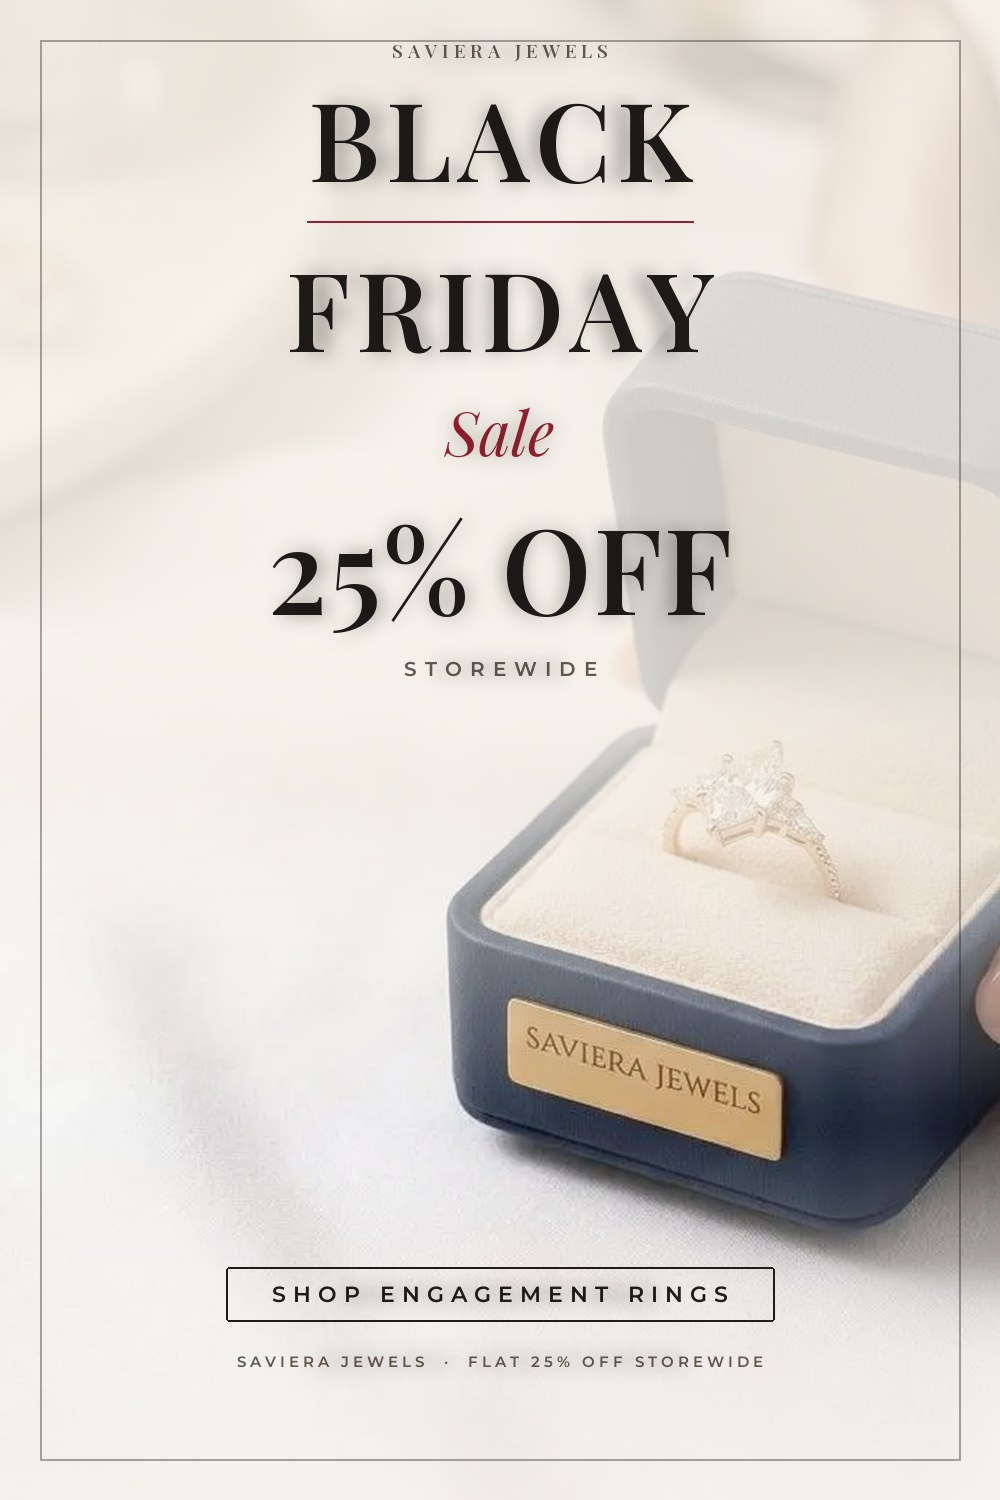 SAVIERA JEWELS
BLACK
FRIDAY
Sale
25% OFF
STOREWIDE
SAVIERA JEWELS
SHOP ENGAGEMENT RINGS
SAVIERA JEWELS · FLAT 25% OFF STOREWIDE